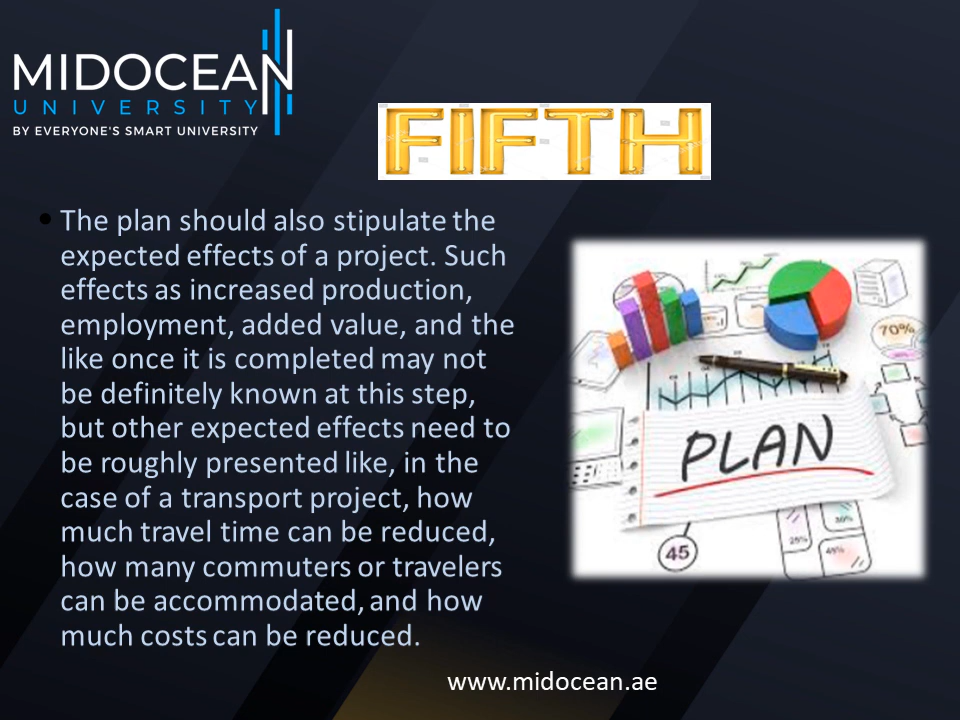 MIDOCEAN
UNIVERSITY
BY EVERYONE'S SMART UNIVERSITY
FIFTH
• The plan should also stipulate the
expected effects of a project. Such
effects as increased production,
employment, added value, and the
like once it is completed may not
be definitely known at this step,
but other expected effects need to
be roughly presented like, in the
case of a transport project, how
much travel time can be reduced,
how many commuters or travelers
can be accommodated, and how
much costs can be reduced.
70%
PLAN
45
25%
30%
45%
www.midocean.ae